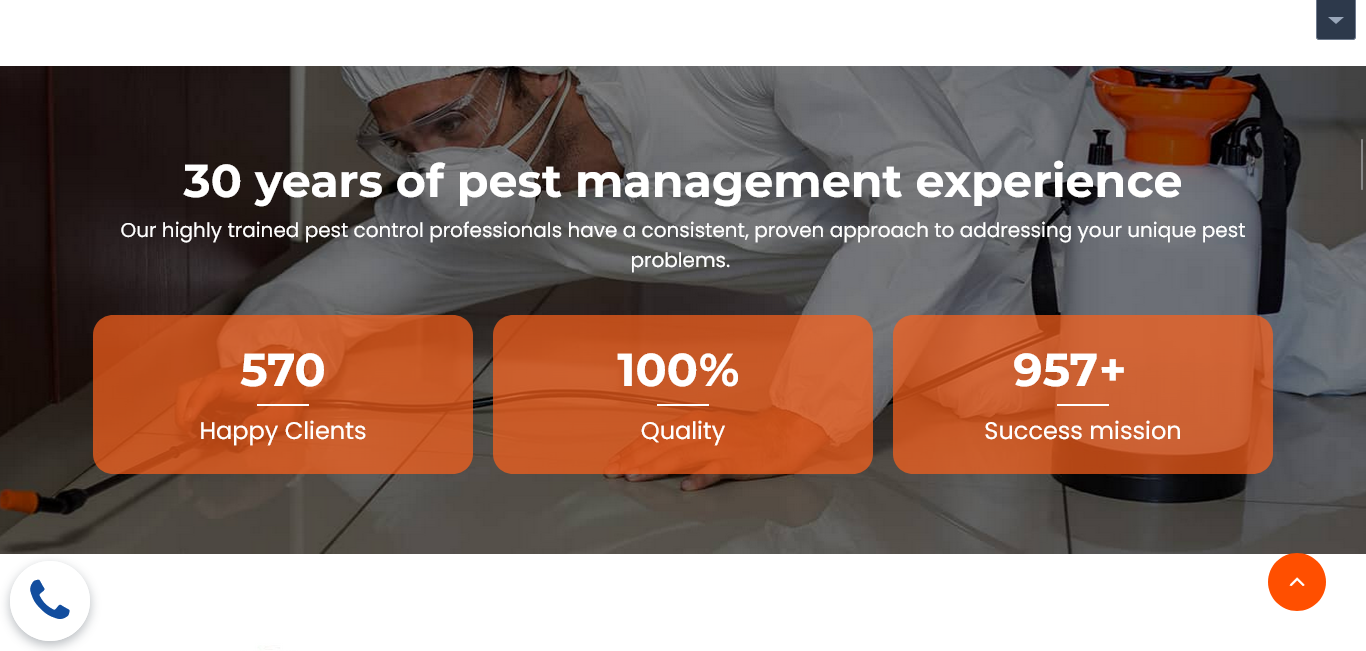 30 years of pest management experience
Our highly trained pest control professionals have a consistent, proven approach to addressing your unique pest
problems.
570
Happy Clients
100%
Quality
957+
Success mission